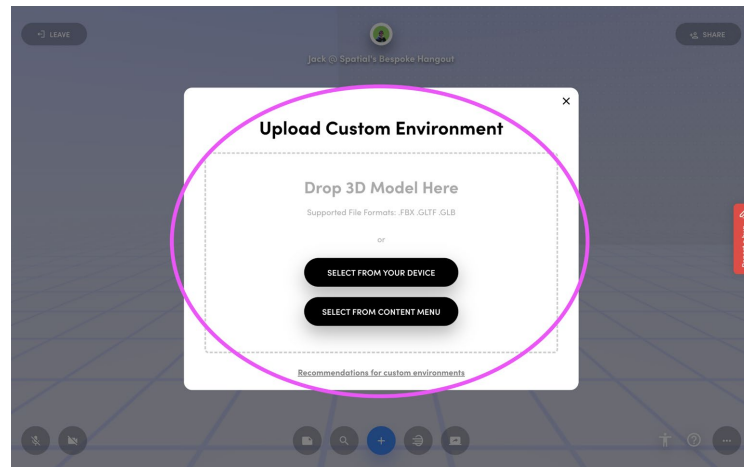 LEAVE
Jack @ Spatial's Bespoke Hangout
SHARE
Upload Custom Environment
Drop 3D Model Here
Supported File Formats: .FBX .GLTF .GLB
or
SELECT FROM YOUR DEVICE
SELECT FROM CONTENT MENU
Recommendations for custom environments